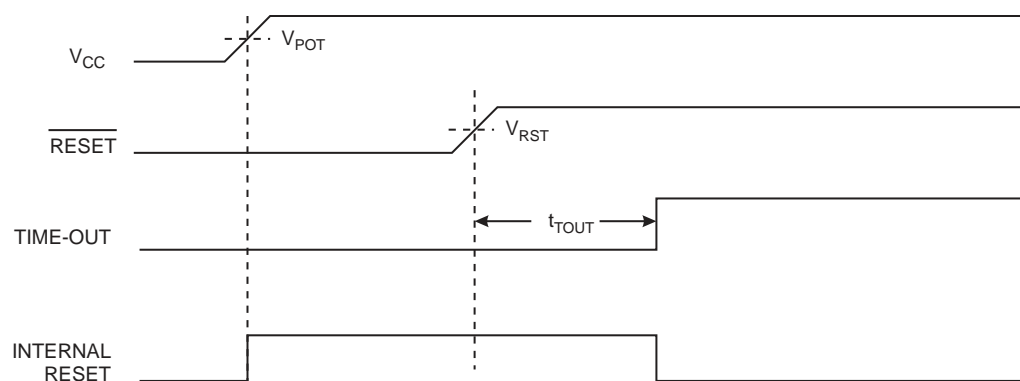 V_CC
V_POT
RESET
V_RST
TIME-OUT
t_TOUT
INTERNAL
RESET